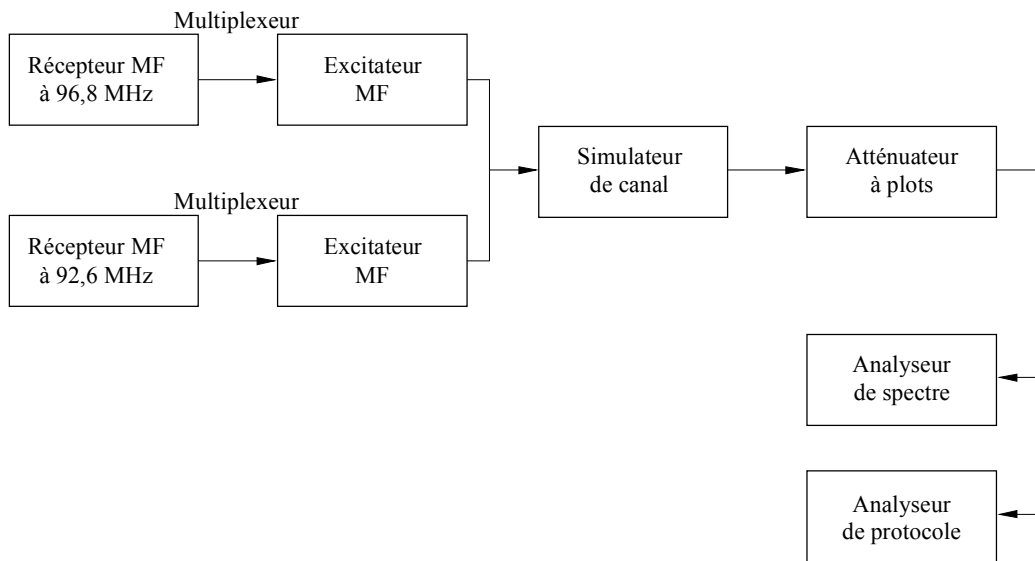 Multiplexeur
Récepteur MF
à 96,8 MHz
Excitateur
MF
Simulateur
de canal
Atténuateur
à plots
Multiplexeur
Récepteur MF
à 92,6 MHz
Excitateur
MF
Analyseur
de spectre
Analyseur
de protocole